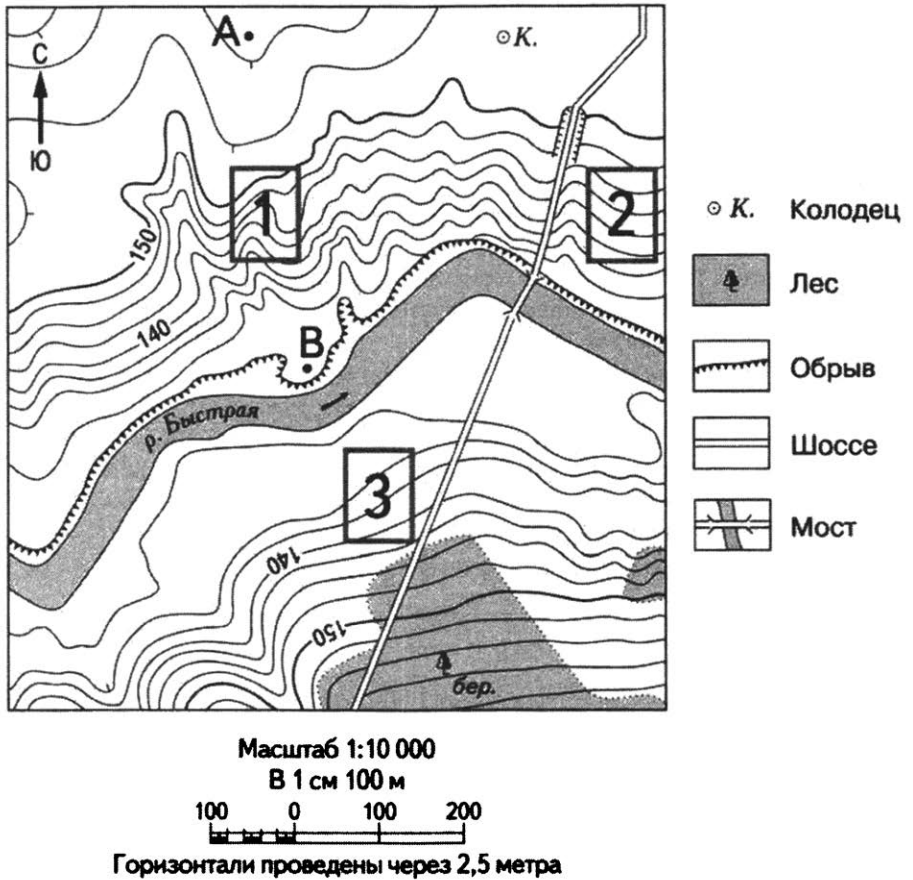 А
К.
С
Ю
1
2
150
К. Колодец
Лес
140
В
Обрыв
р. Быстрая
Шоссе
3
Мост
140
150
бер.
Масштаб 1:10 000
В 1 см 100 м
100 0 100 200
Горизонтали проведены через 2,5 метра